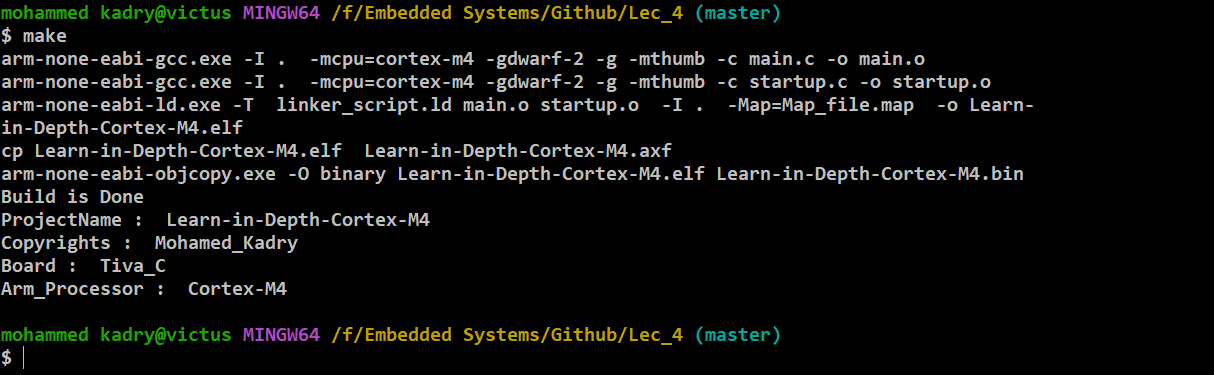 mohammed kadry@victus MINGW64 /f/Embedded Systems/Github/Lec_4 (master)
$ make
arm-none-eabi-gcc.exe -I .  -mcpu=cortex-m4 -gdwarf-2 -g -mthumb -c main.c -o main.o
arm-none-eabi-gcc.exe -I .  -mcpu=cortex-m4 -gdwarf-2 -g -mthumb -c startup.c -o startup.o
arm-none-eabi-ld.exe -T  linker_script.ld main.o startup.o  -I .  -Map=Map_file.map  -o Learn-
in-Depth-Cortex-M4.elf
cp Learn-in-Depth-Cortex-M4.elf  Learn-in-Depth-Cortex-M4.axf
arm-none-eabi-objcopy.exe -O binary Learn-in-Depth-Cortex-M4.elf Learn-in-Depth-Cortex-M4.bin
Build is Done
ProjectName :  Learn-in-Depth-Cortex-M4
Copyrights :  Mohamed_Kadry
Board :  Tiva_C
Arm_Processor :  Cortex-M4
mohammed kadry@victus MINGW64 /f/Embedded Systems/Github/Lec_4 (master)
$